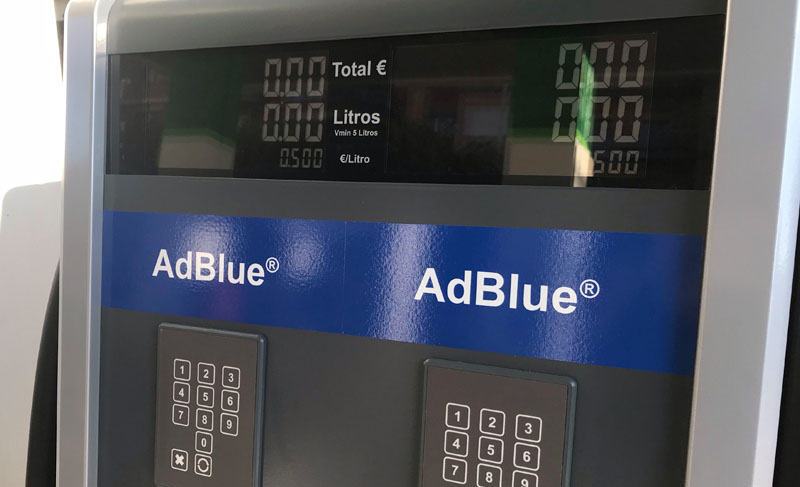 0.00 Total € 0.00
0.00 Litros 0.00
Vmin 5 Litros
0.500 €/Litro .500
AdBlue® AdBlue®
1 2 3
4 5 6
7 8 9
0
1 2 3
4 5 6
7 8 9